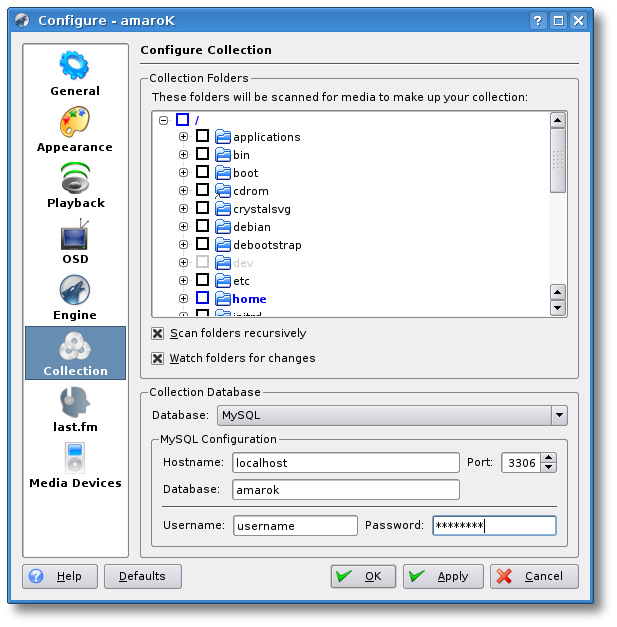 Configure - amaroK
General
Appearance
Playback
OSD
Engine
Collection
last.fm
Media Devices
Configure Collection
Collection Folders
These folders will be scanned for media to make up your collection:
/
applications
bin
boot
cdrom
crystalsvg
debian
debootstrap
dev
etc
home
initrd
Scan folders recursively
Watch folders for changes
Collection Database
Database: MySQL
MySQL Configuration
Hostname: localhost Port: 3306
Database: amarok
Username: username Password: ********
Help Defaults OK Apply Cancel